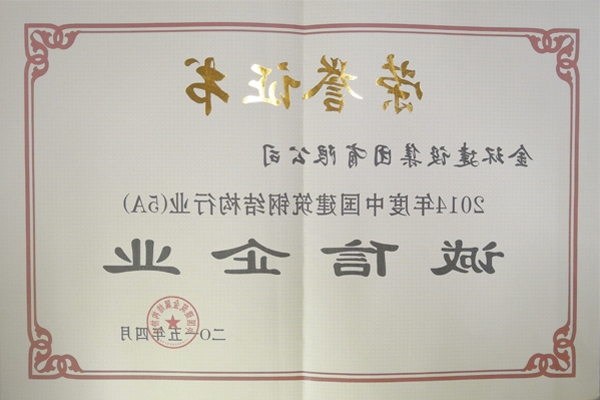 荣誉证书
金环建设集团有限公司
2014年度中国建筑钢结构行业(5A)
诚信企业
二〇一五年四月